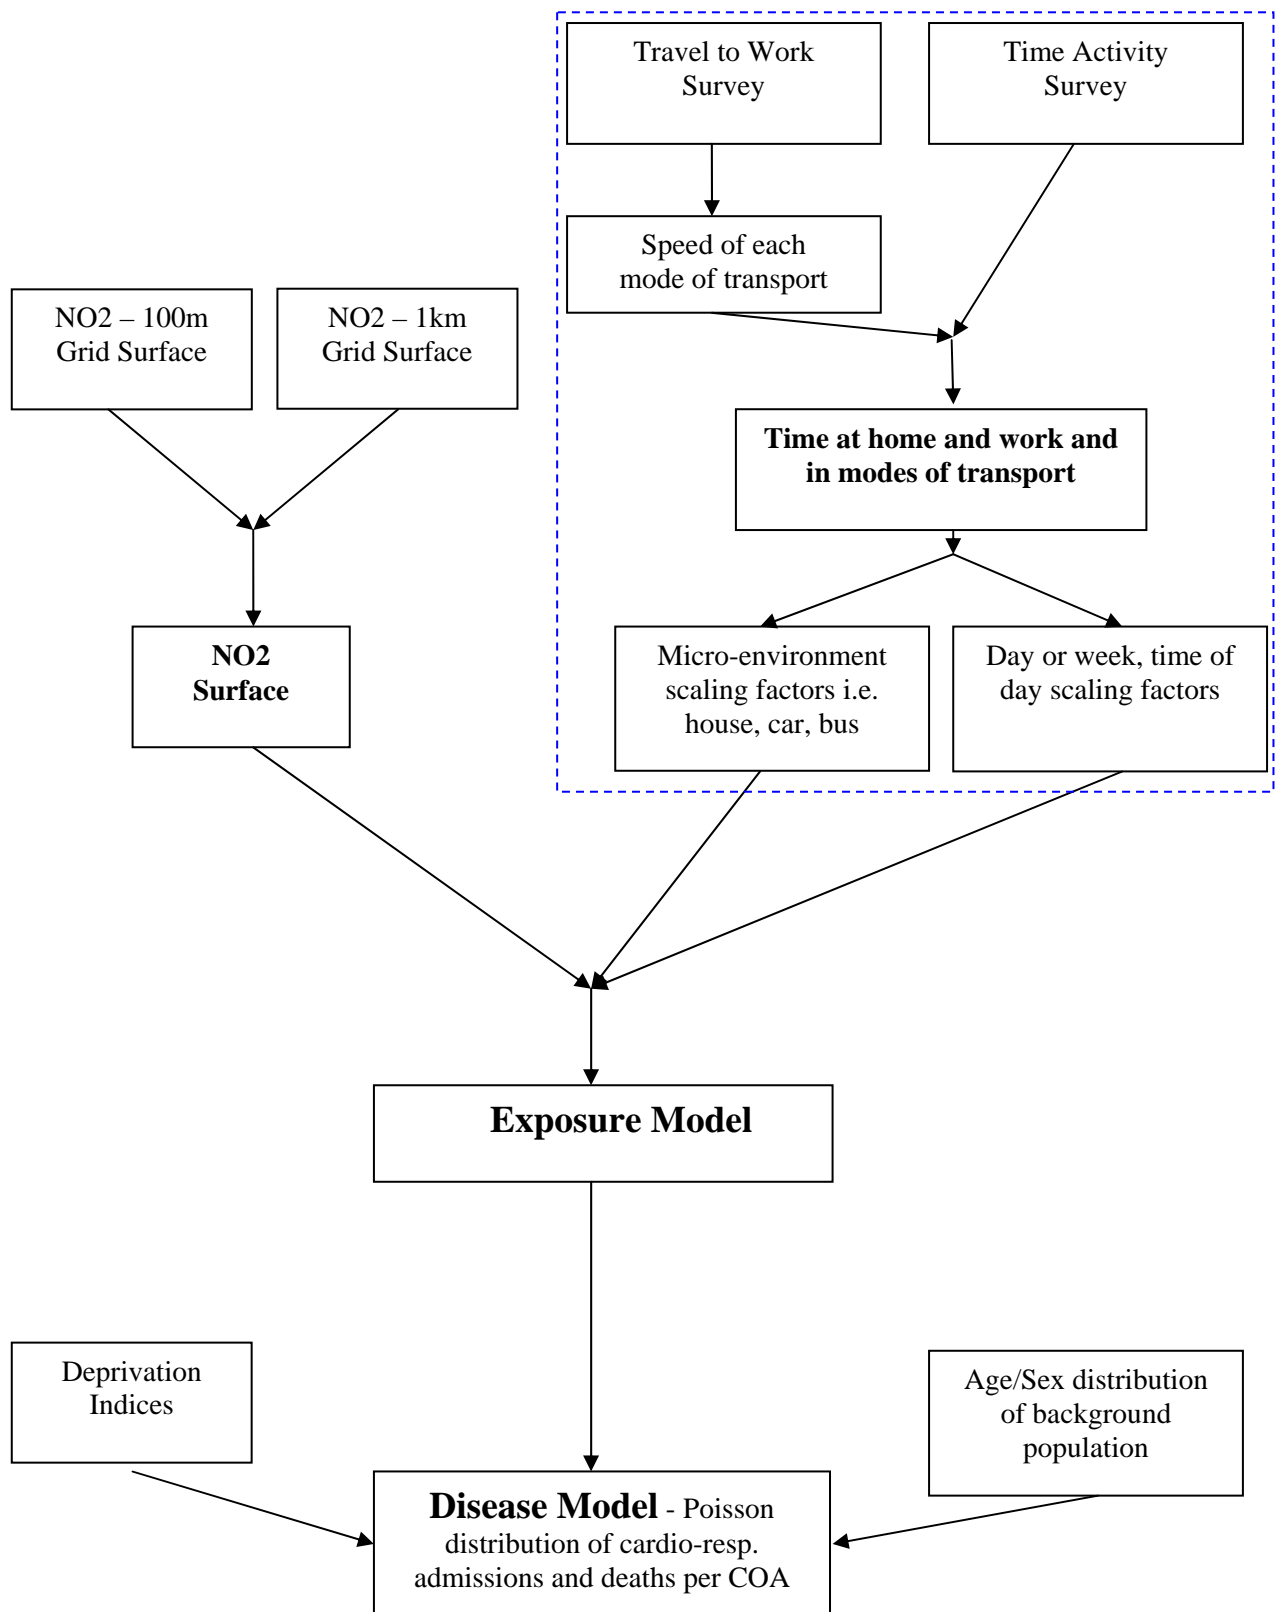 Travel to Work
Survey
Time Activity
Survey
Speed of each
mode of transport
NO2 – 100m
Grid Surface
NO2 – 1km
Grid Surface
Time at home and work and
in modes of transport
NO2
Surface
Micro-environment
scaling factors i.e.
house, car, bus
Day or week, time of
day scaling factors
Exposure Model
Deprivation
Indices
Age/Sex distribution
of background
population
Disease Model - Poisson
distribution of cardio-resp.
admissions and deaths per COA